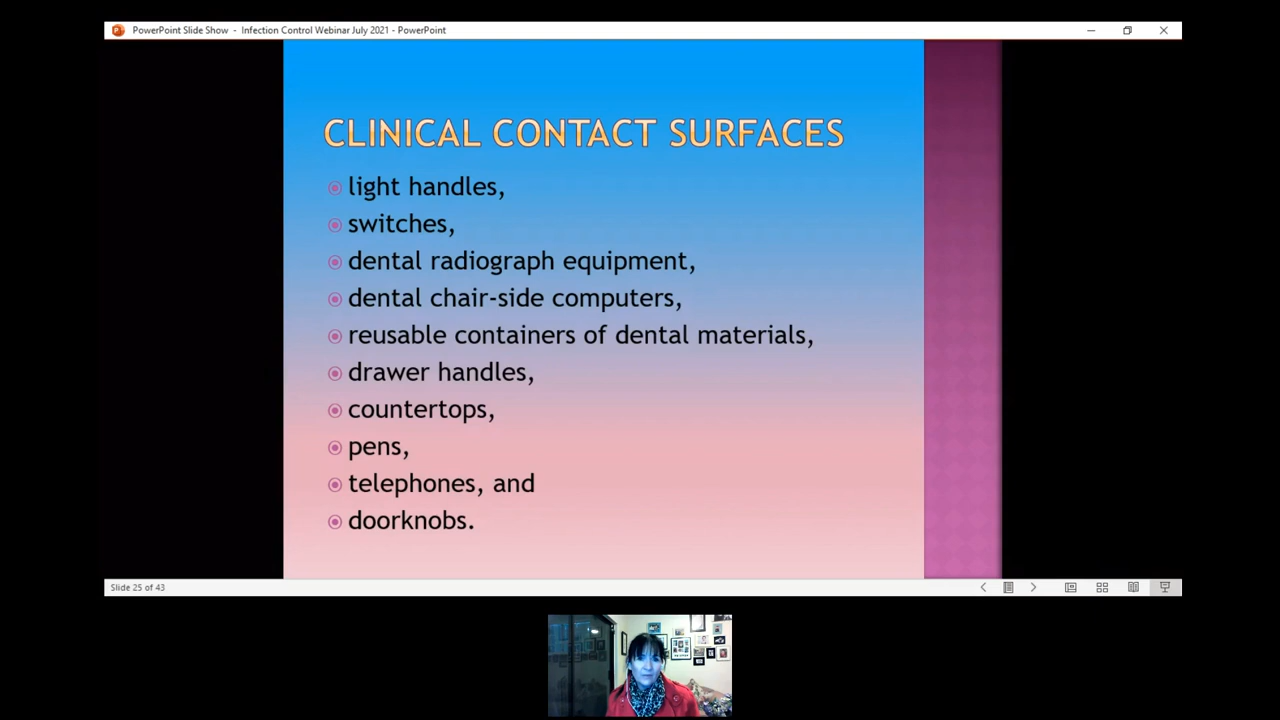 PowerPoint Slide Show - Infection Control Webinar July 2021 - PowerPoint
CLINICAL CONTACT SURFACES
light handles,
switches,
dental radiograph equipment,
dental chair-side computers,
reusable containers of dental materials,
drawer handles,
countertops,
pens,
telephones, and
doorknobs.
Slide 25 of 43